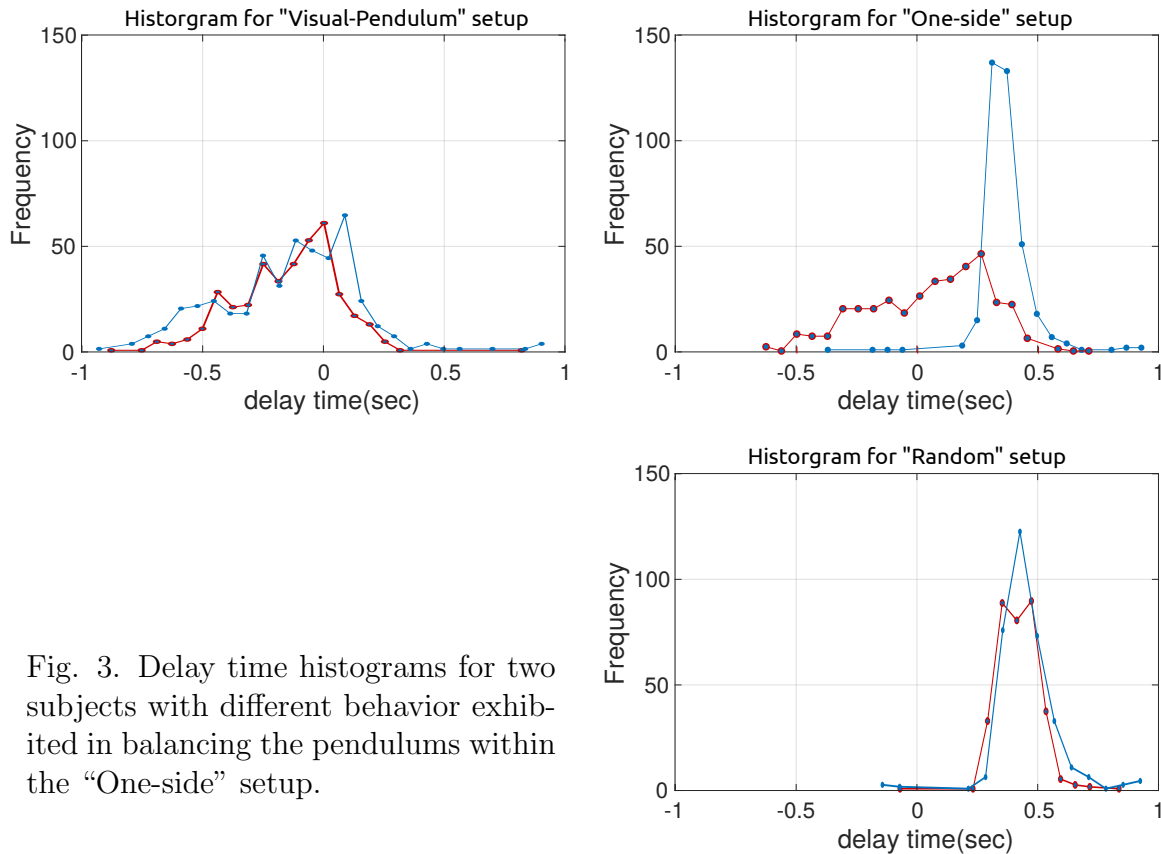 Historgram for "Visual-Pendulum" setup
150
100
50
0
Frequency
-1 -0.5 0 0.5 1
delay time(sec)
Historgram for "One-side" setup
150
100
50
0
Frequency
-1 -0.5 0 0.5 1
delay time(sec)
Historgram for "Random" setup
150
100
50
0
Frequency
-1 -0.5 0 0.5 1
delay time(sec)
Fig. 3. Delay time histograms for two
subjects with different behavior exhib-
ited in balancing the pendulums within
the “One-side” setup.